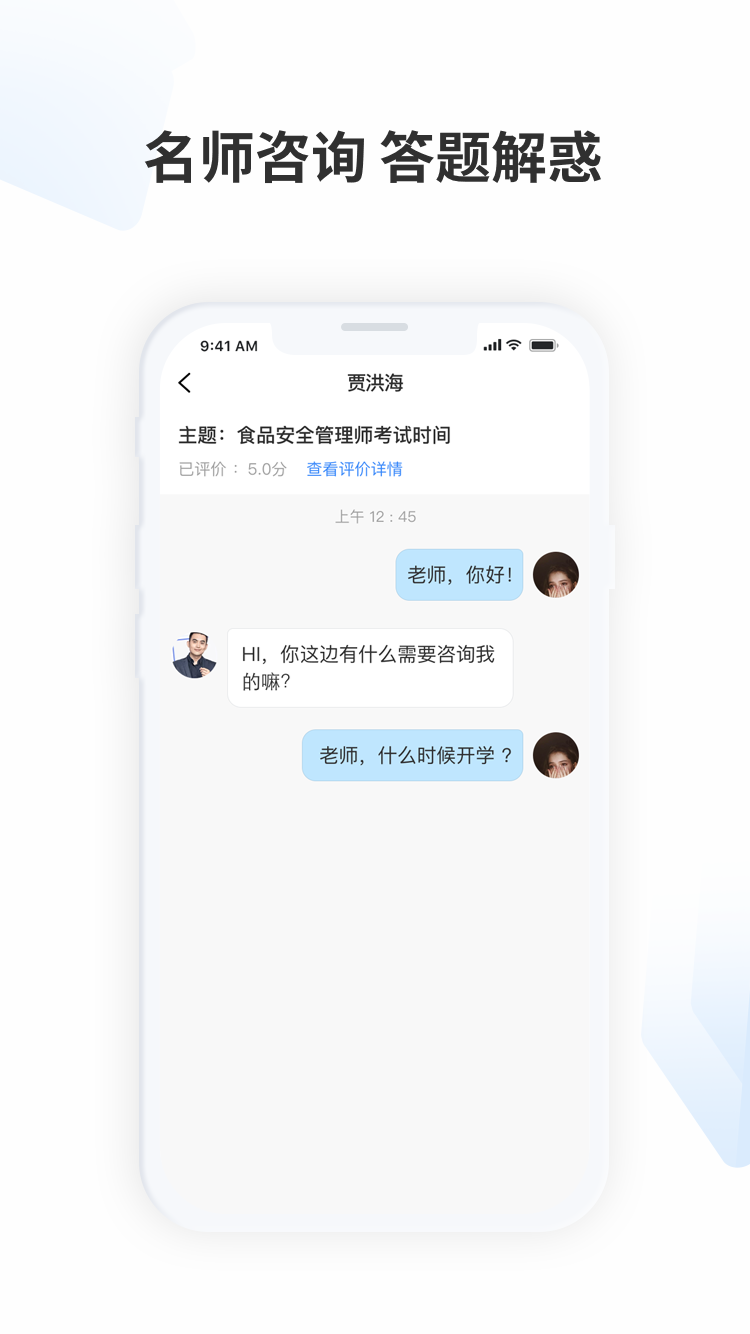 名师咨询 答题解惑
9:41 AM
贾洪海
主题：食品安全管理师考试时间
已评价 ：5.0分 查看评价详情
上午 12 : 45
老师，你好！
HI，你这边有什么需要咨询我
的嘛？
老师，什么时候开学 ？